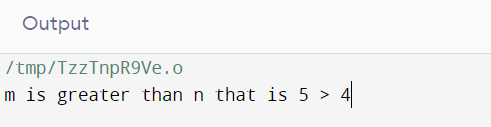 Output
/tmp/TzzTnpR9Ve.o
m is greater than n that is 5 > 4